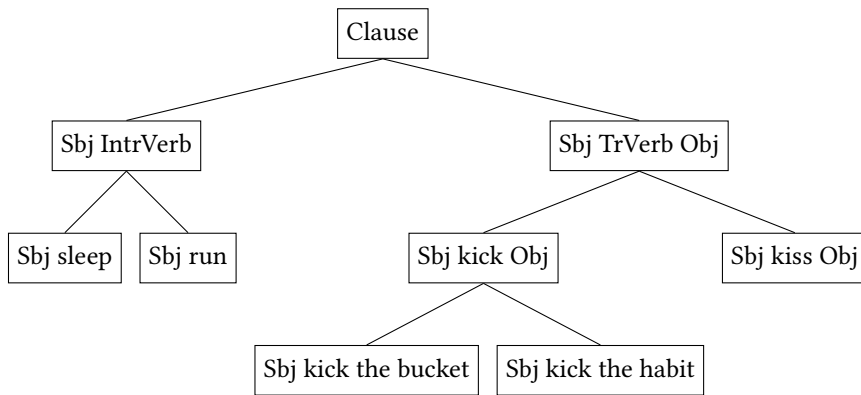 Clause
Sbj IntrVerb
Sbj TrVerb Obj
Sbj sleep
Sbj run
Sbj kick Obj
Sbj kiss Obj
Sbj kick the bucket
Sbj kick the habit